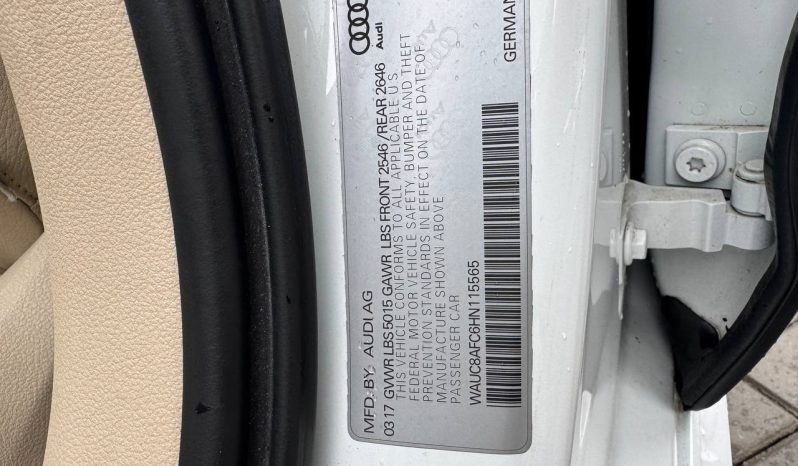 Audi
GERMAN
MFD. BY. AUDI AG
03 17 GVWR LBS 5015 GAWR LBS FRONT 2546 /REAR 2646
THIS VEHICLE CONFORMS TO ALL APPLICABLE U.S.
FEDERAL MOTOR VEHICLE SAFETY, BUMPER AND THEFT
PREVENTION STANDARDS IN EFFECT ON THE DATE OF
MANUFACTURE SHOWN ABOVE
PASSENGER CAR
WAUC8AFC6HN115565